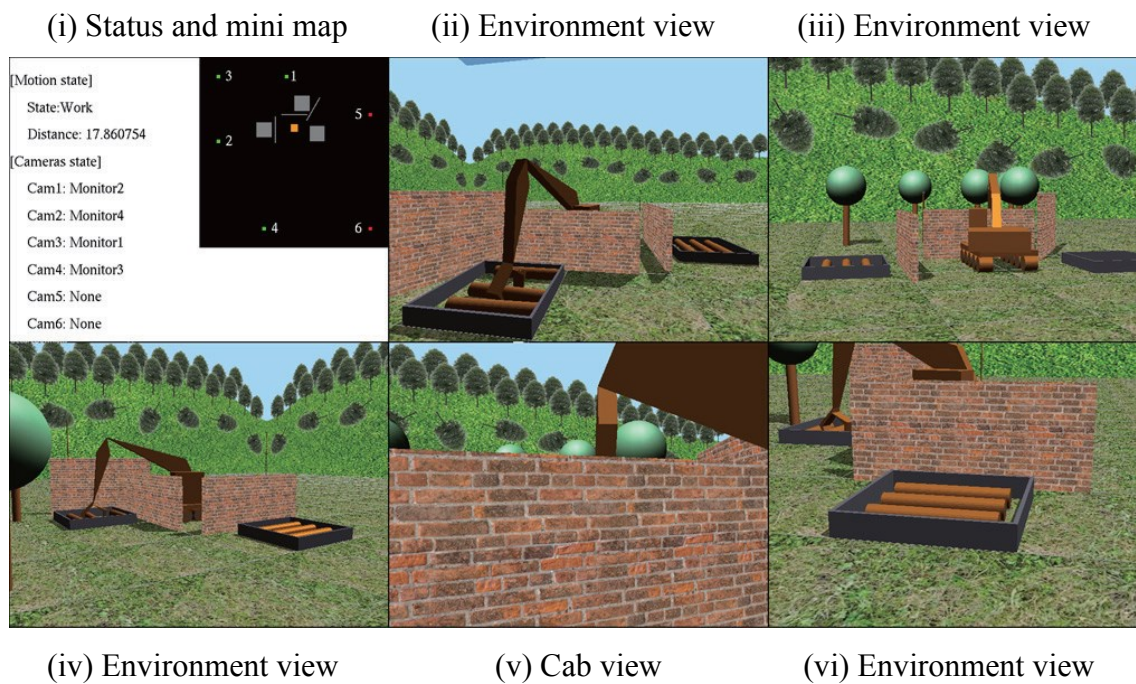 (i) Status and mini map
(ii) Environment view
(iii) Environment view
[Motion state]
State:Work
Distance: 17.860754
[Cameras state]
Cam1: Monitor2
Cam2: Monitor4
Cam3: Monitor1
Cam4: Monitor3
Cam5: None
Cam6: None
3
1
5
2
4
6
(iv) Environment view
(v) Cab view
(vi) Environment view